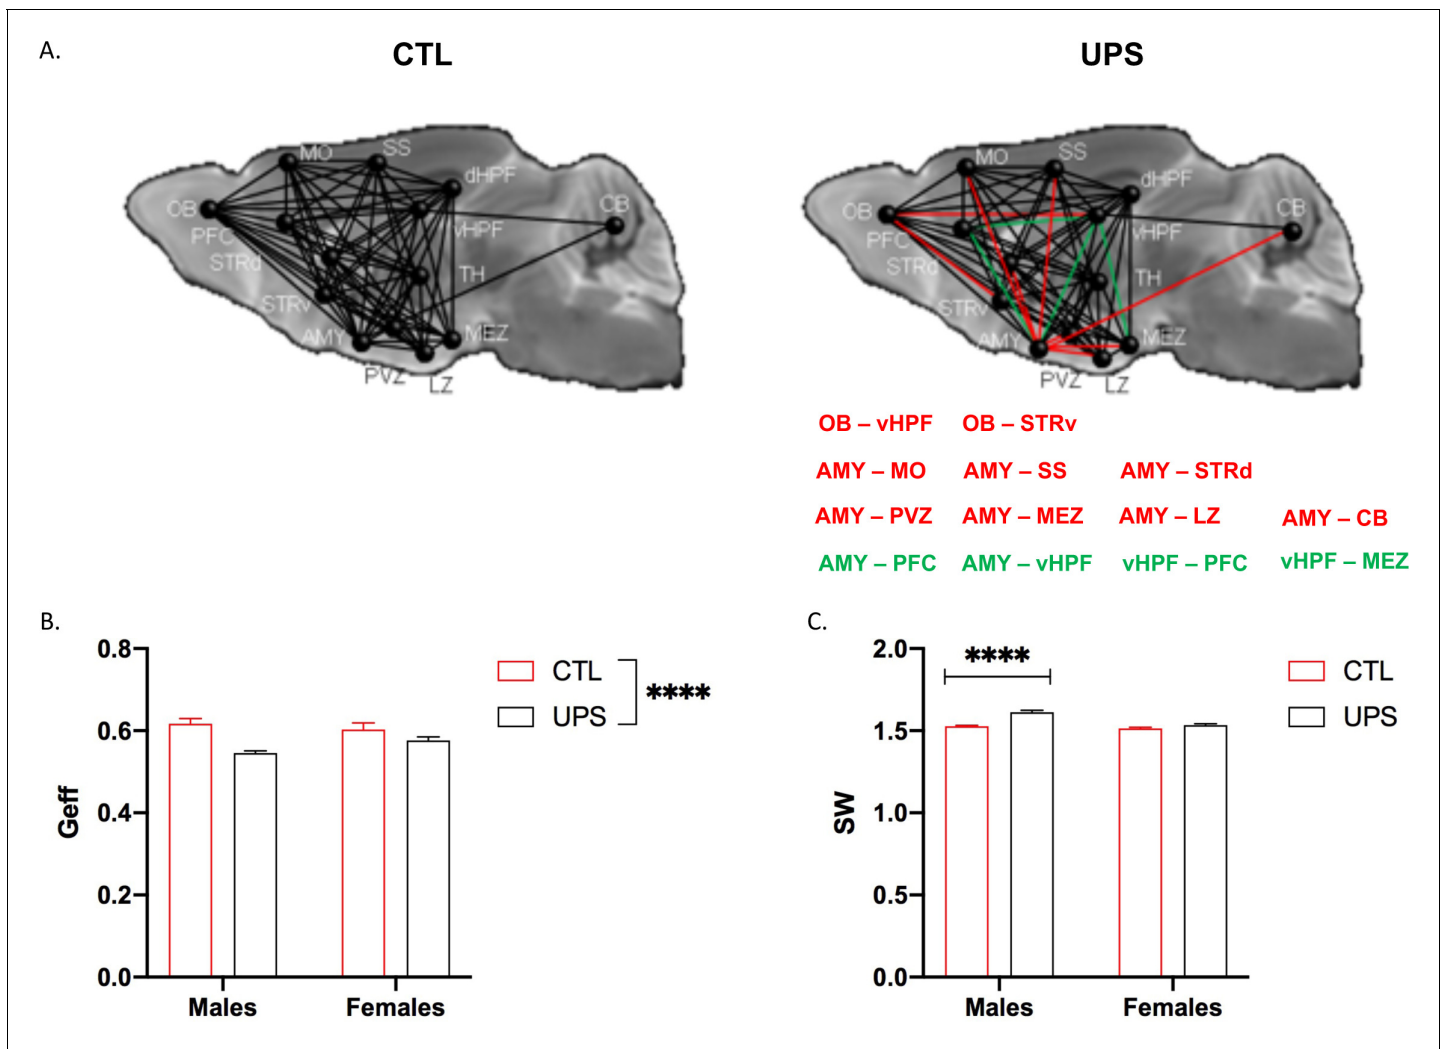 A.
CTL
UPS
MO
SS
dHPF
OB
CB
PFC
vHPF
STRd
TH
STRv
AMY
MEZ
PVZ
LZ
MO
SS
dHPF
OB
CB
PFC
vHPF
STRd
TH
STRv
AMY
MEZ
PVZ
LZ
OB – vHPF OB – STRv
AMY – MO AMY – SS AMY – STRd
AMY – PVZ AMY – MEZ AMY – LZ AMY – CB
AMY – PFC AMY – vHPF vHPF – PFC vHPF – MEZ
B.
0.8
0.6
0.4
0.2
0.0
Geff
Males Females
CTL
UPS
****
C.
2.0
1.5
1.0
0.5
0.0
SW
****
Males Females
CTL
UPS